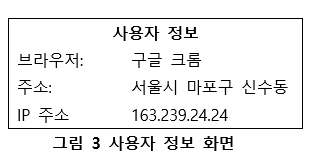 사용자 정보
브라우저: 구글 크롬
주소: 서울시 마포구 신수동
IP 주소 163.239.24.24
그림 3 사용자 정보 화면